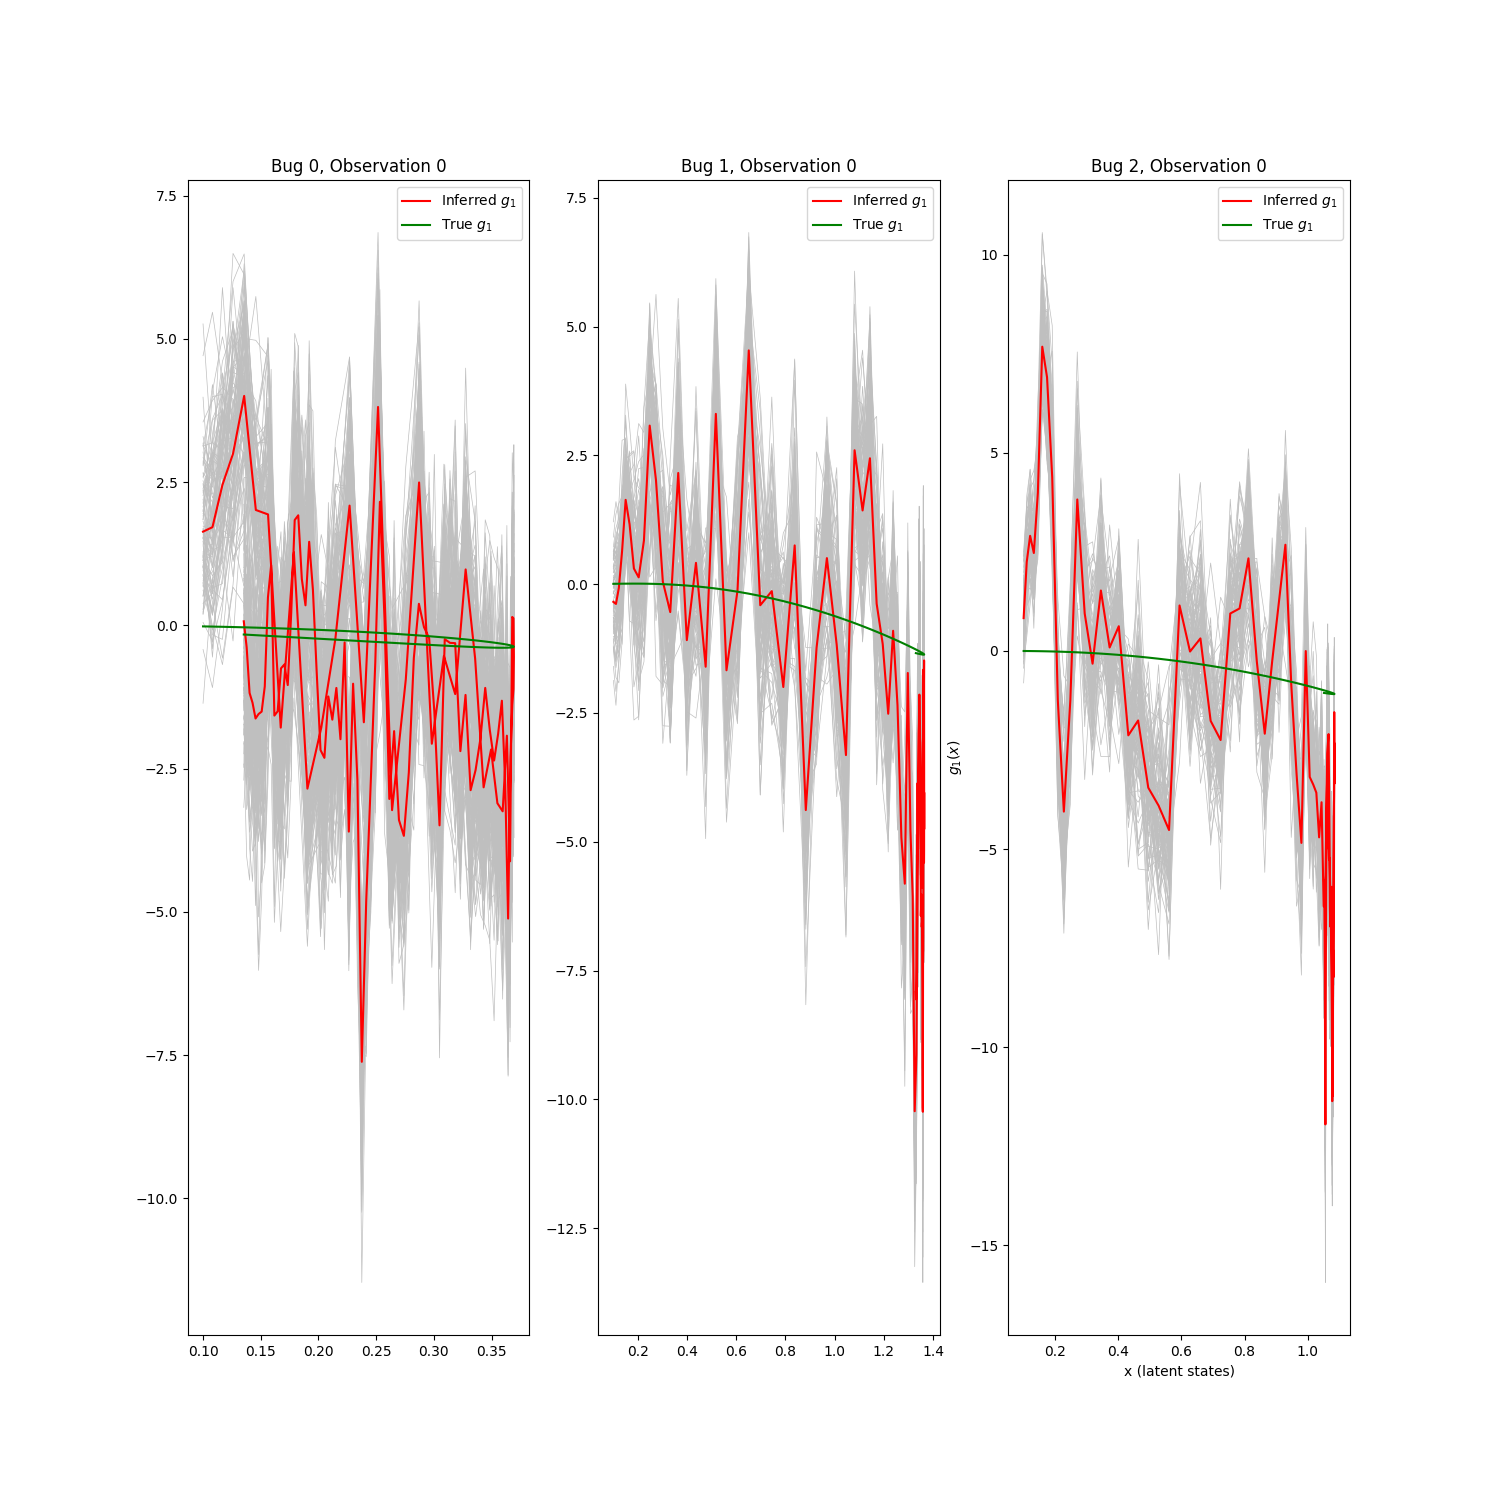 Bug 0, Observation 0
Inferred g₁
True g₁
7.5
5.0
2.5
0.0
−2.5
−5.0
−7.5
−10.0
0.10 0.15 0.20 0.25 0.30 0.35
Bug 1, Observation 0
Inferred g₁
True g₁
7.5
5.0
2.5
0.0
−2.5
−5.0
−7.5
−10.0
−12.5
0.2 0.4 0.6 0.8 1.0 1.2 1.4
Bug 2, Observation 0
Inferred g₁
True g₁
g₁(x)
10
5
0
−5
−10
−15
0.2 0.4 0.6 0.8 1.0
x (latent states)